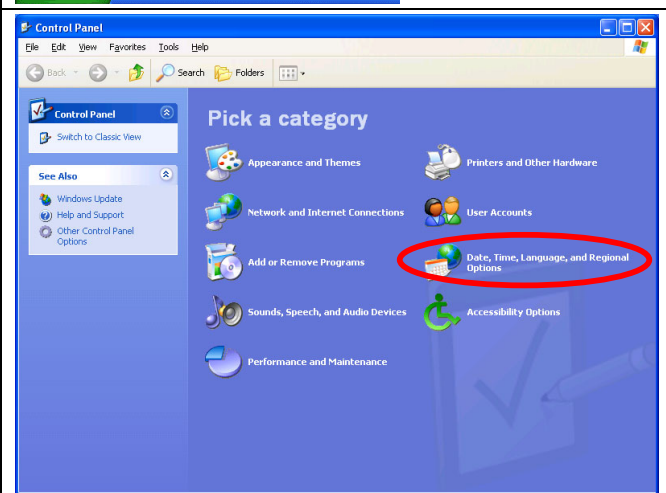 Control Panel
File Edit View Favorites Tools Help
Back Search Folders
Control Panel
Switch to Classic View
See Also
Windows Update
Help and Support
Other Control Panel
Options
Pick a category
Appearance and Themes
Printers and Other Hardware
Network and Internet Connections
User Accounts
Add or Remove Programs
Date, Time, Language, and Regional
Options
Sounds, Speech, and Audio Devices
Accessibility Options
Performance and Maintenance